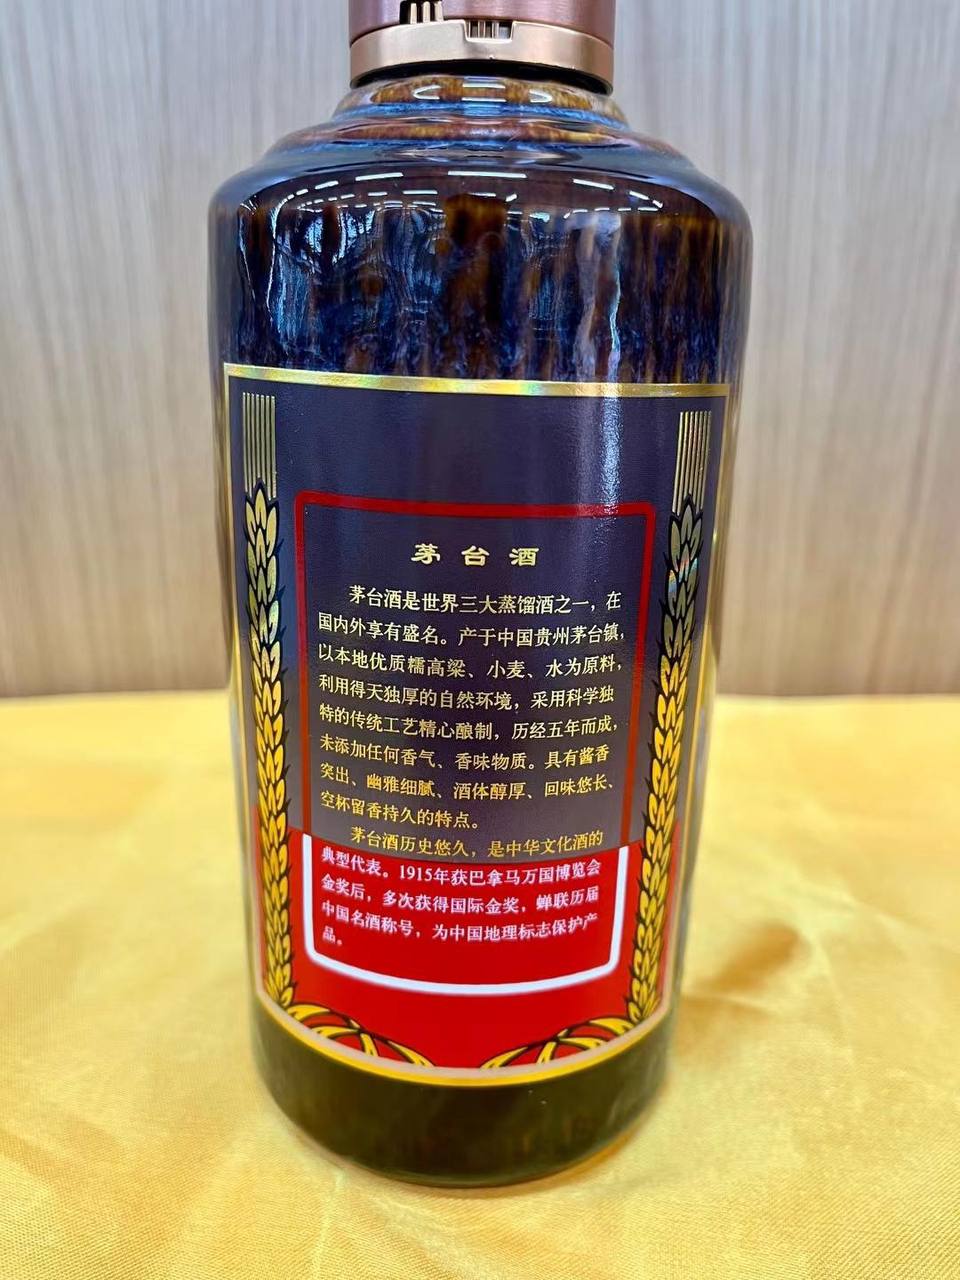 茅台酒
茅台酒是世界三大蒸馏酒之一，在
国内外享有盛名。产于中国贵州茅台镇，
以本地优质糯高粱、小麦、水为原料，
利用得天独厚的自然环境，采用科学独
特的传统工艺精心酿制，历经五年而成，
未添加任何香气、香味物质。具有酱香
突出、幽雅细腻、酒体醇厚、回味悠长、
空杯留香持久的特点。
茅台酒历史悠久，是中华文化酒的
典型代表。1915年获巴拿马万国博览会
金奖后，多次获得国际金奖，蝉联历届
中国名酒称号，为中国地理标志保护产
品。